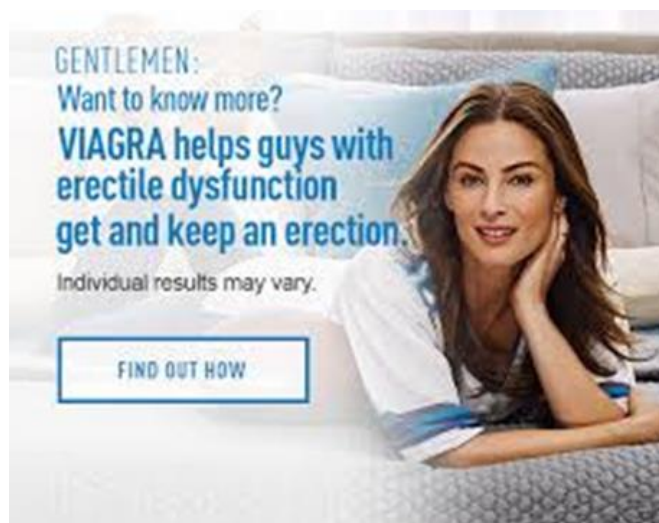 GENTLEMEN:
Want to know more?
VIAGRA helps guys with
erectile dysfunction
get and keep an erection.
Individual results may vary.
FIND OUT HOW